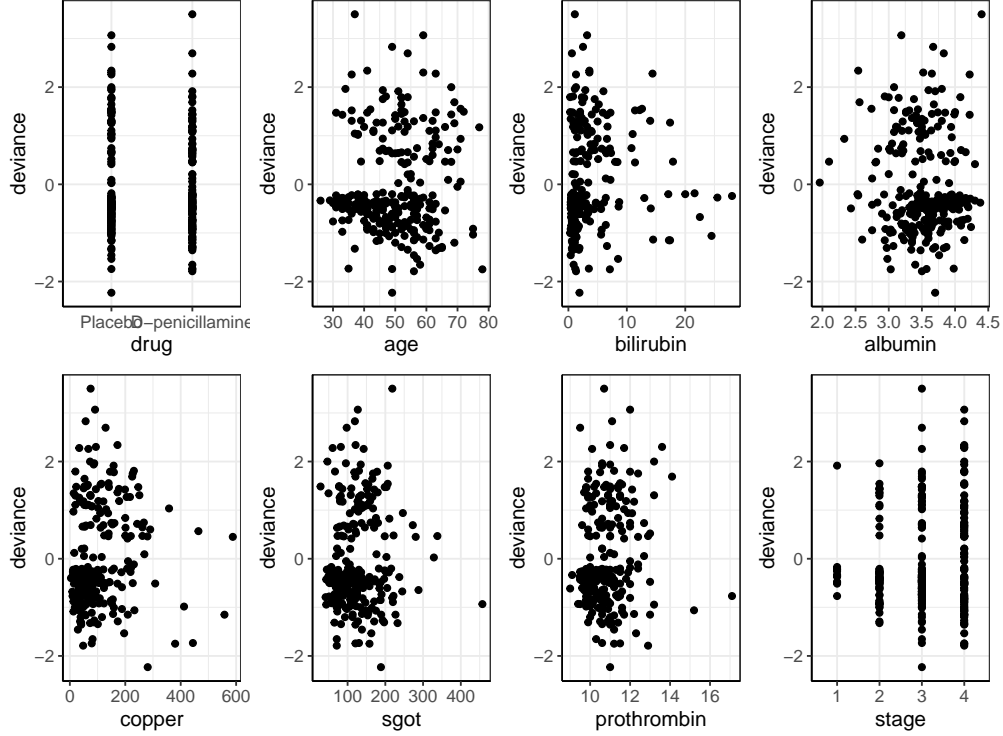 deviance
2
0
−2
Placebo
D−penicillamine
drug
deviance
2
0
−2
30 40 50 60 70 80
age
deviance
2
0
−2
0 10 20
bilirubin
deviance
2
0
−2
2.0 2.5 3.0 3.5 4.0 4.5
albumin
deviance
2
0
−2
0 200 400 600
copper
deviance
2
0
−2
100 200 300 400
sgot
deviance
2
0
−2
10 12 14 16
prothrombin
deviance
2
0
−2
1 2 3 4
stage